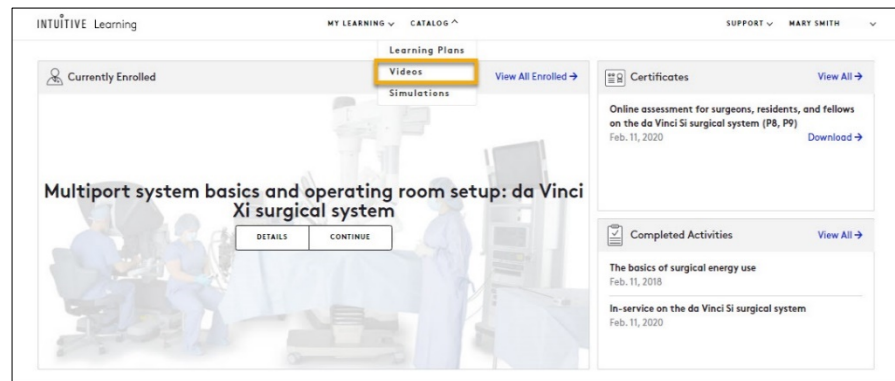 INTUITIVE Learning
MY LEARNING
CATALOG
SUPPORT
MARY SMITH
Learning Plans
Videos
Simulations
Currently Enrolled
View All Enrolled →
Multiport system basics and operating room setup: da Vinci
Xi surgical system
DETAILS
CONTINUE
Certificates
View All →
Online assessment for surgeons, residents, and fellows
on the da Vinci Si surgical system (P8, P9)
Feb. 11, 2020
Download →
Completed Activities
View All →
The basics of surgical energy use
Feb. 11, 2018
In-service on the da Vinci Si surgical system
Feb. 11, 2020